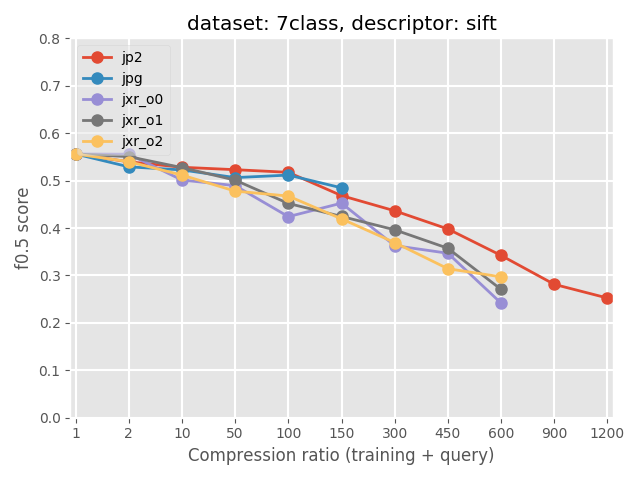 dataset: 7class, descriptor: sift
jp2
jpg
jxr_o0
jxr_o1
jxr_o2
f0.5 score
0.8
0.7
0.6
0.5
0.4
0.3
0.2
0.1
0.0
1 2 10 50 100 150 300 450 600 900 1200
Compression ratio (training + query)